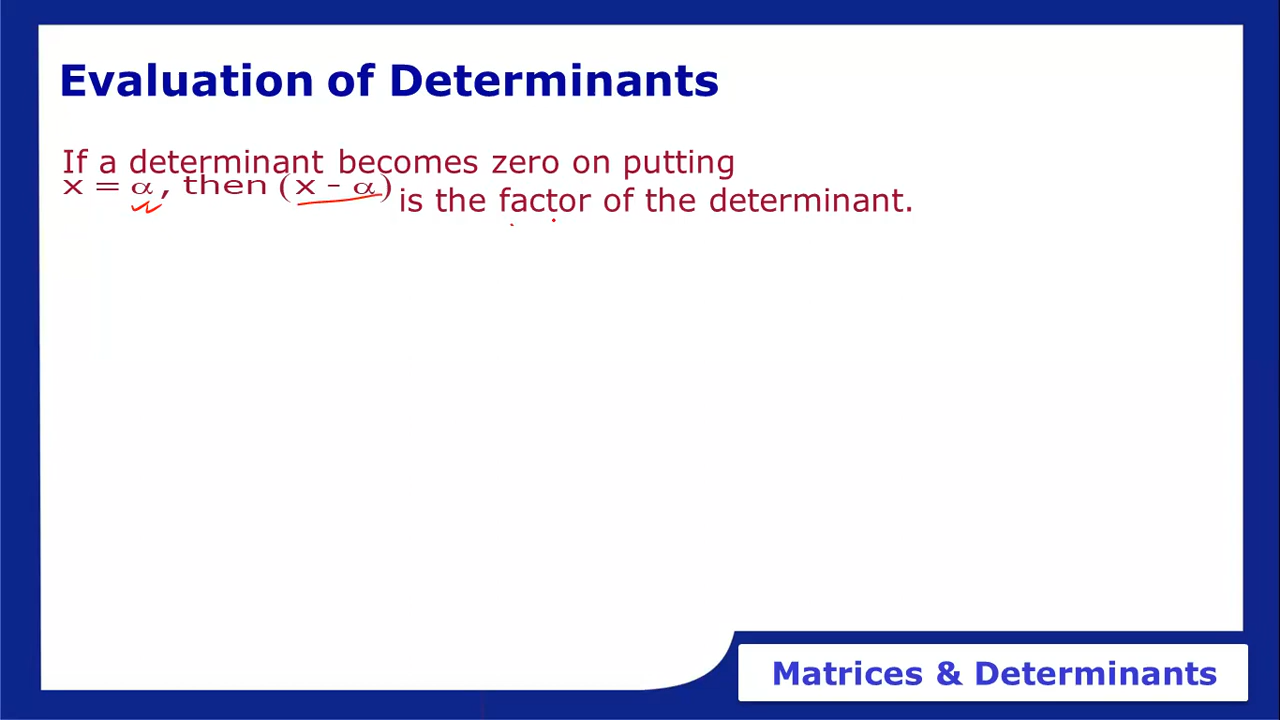 Evaluation of Determinants
If a determinant becomes zero on putting
x = α, then (x - α) is the factor of the determinant.
Matrices & Determinants